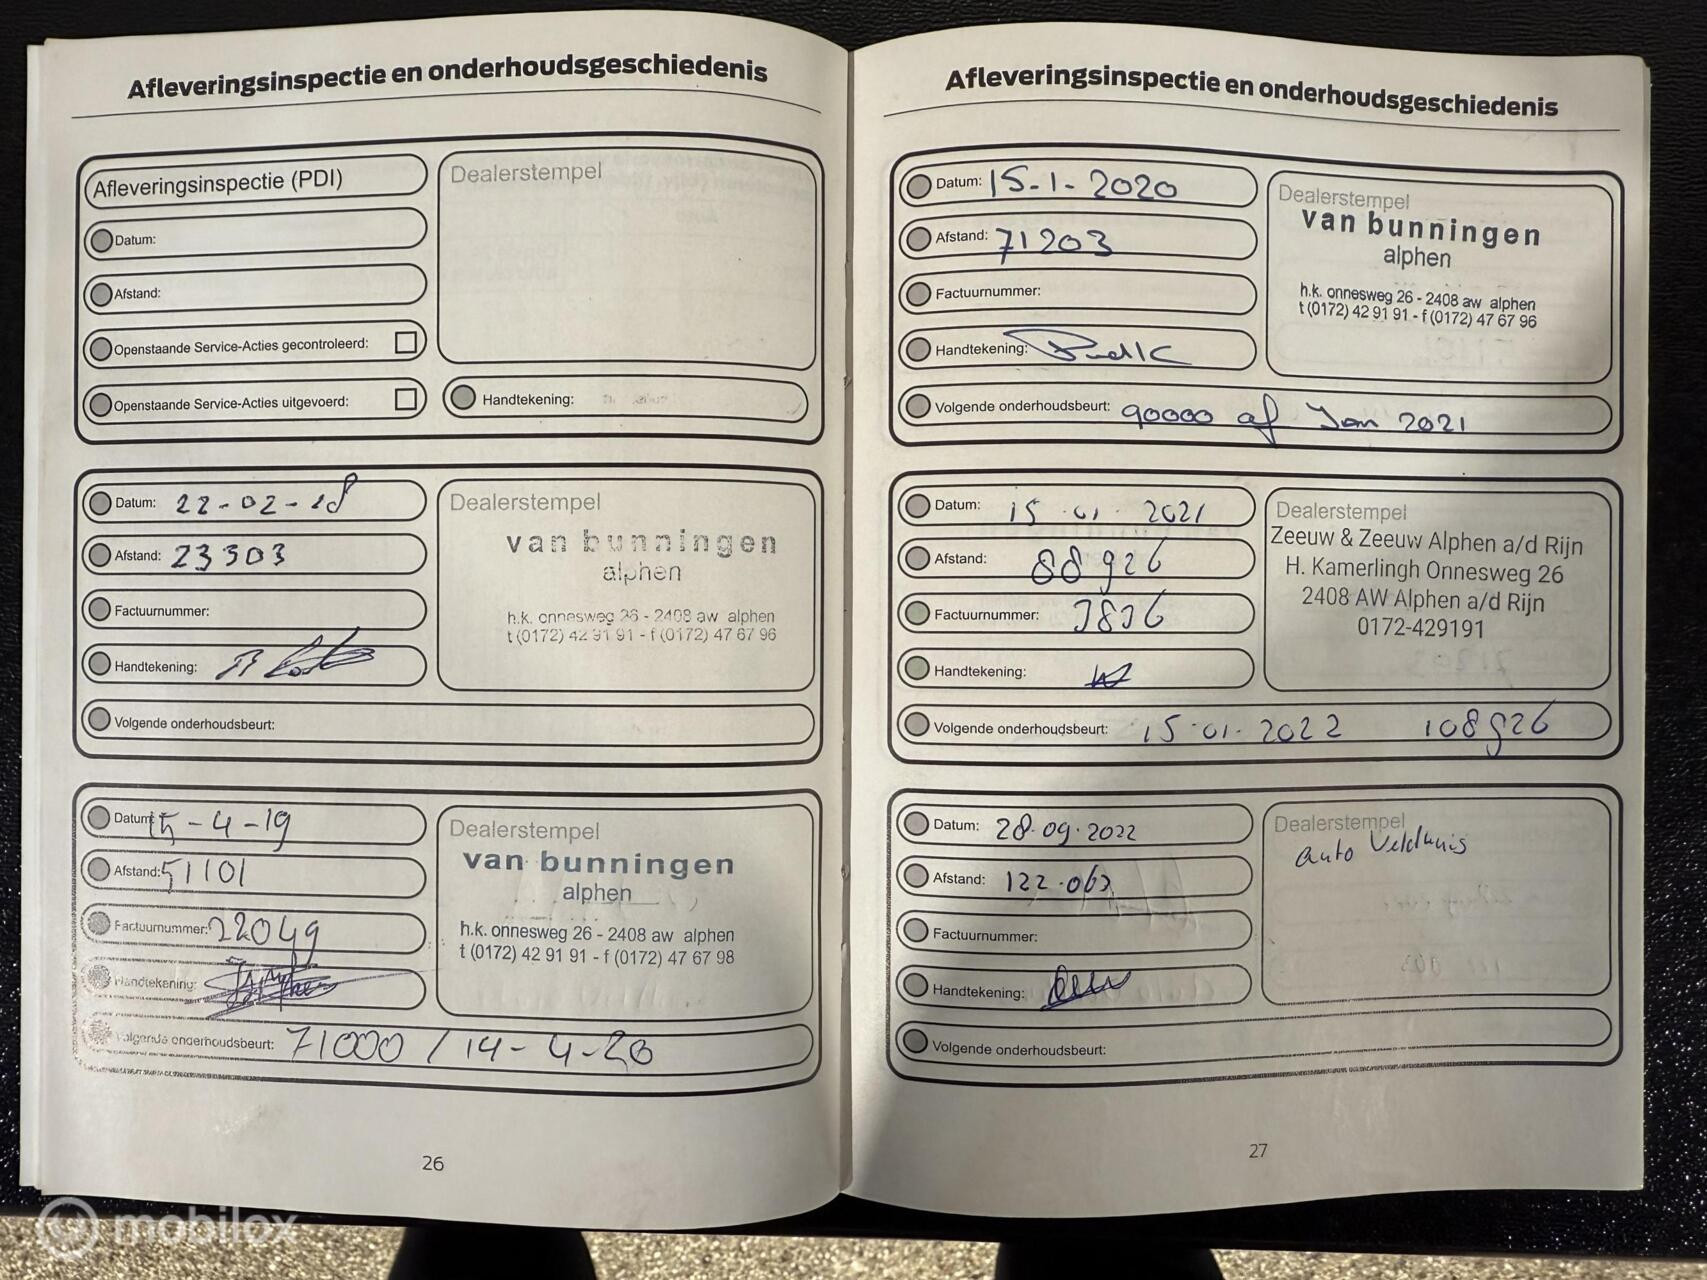 Afleveringsinspectie en onderhoudsgeschiedenis
Afleveringsinspectie (PDI)
Datum:
Afstand:
Openstaande Service-Acties gecontroleerd:
Openstaande Service-Acties uitgevoerd:
Dealerstempel
Handtekening:
Datum: 22-02-18
Afstand: 23303
Factuurnummer:
Handtekening:
Dealerstempel
van bunningen
alphen
h.k. onnesweg 26 - 2408 aw alphen
t (0172) 42 91 91 - f (0172) 47 67 96
Volgende onderhoudsbeurt:
Datum: 15-4-19
Afstand: 51101
Factuurnummer: 22049
Handtekening:
Dealerstempel
van bunningen
alphen
h.k. onnesweg 26 - 2408 aw alphen
t (0172) 42 91 91 - f (0172) 47 67 98
Volgende onderhoudsbeurt: 71000 / 14-4-20
26
Afleveringsinspectie en onderhoudsgeschiedenis
Datum: 15-1-2020
Afstand: 71203
Factuurnummer:
Handtekening:
Dealerstempel
van bunningen
alphen
h.k. onnesweg 26 - 2408 aw alphen
t (0172) 42 91 91 - f (0172) 47 67 96
Volgende onderhoudsbeurt: 90000 of Jan 2021
Datum: 15-01-2021
Afstand: 88926
Factuurnummer:
Handtekening:
Dealerstempel
Zeeuw & Zeeuw Alphen a/d Rijn
H. Kamerlingh Onnesweg 26
2408 AW Alphen a/d Rijn
0172-429191
Volgende onderhoudsbeurt: 15-01-2022 108926
Datum: 28-09-2022
Afstand: 122.063
Factuurnummer:
Handtekening:
Dealerstempel
Auto Veldhuis
Volgende onderhoudsbeurt:
27
mobilox